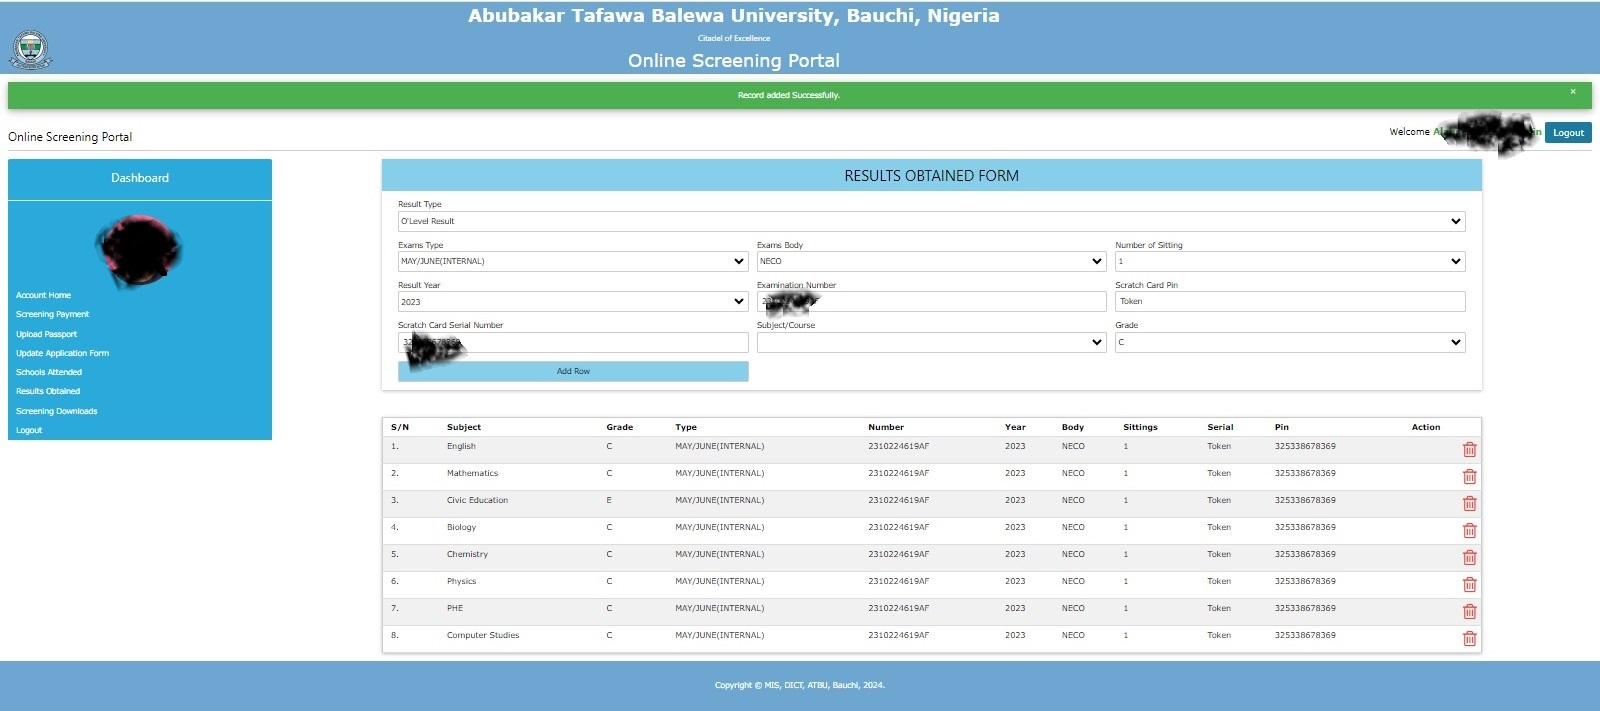 Abubakar Tafawa Balewa University, Bauchi, Nigeria
Citadel of Excellence
Online Screening Portal
Record added Successfully. ×
Online Screening Portal
Welcome
Logout
Dashboard
Account Home
Screening Payment
Upload Passport
Update Application Form
Schools Attended
Results Obtained
Screening Downloads
Logout
RESULTS OBTAINED FORM
Result Type
O'Level Result
Exams Type Exams Body Number of Sitting
MAY/JUNE(INTERNAL) NECO 1
Result Year Examination Number Scratch Card Pin
2023 Token
Scratch Card Serial Number Subject/Course Grade
C
Add Row
S/N Subject Grade Type Number Year Body Sittings Serial Pin Action
1. English C MAY/JUNE(INTERNAL) 2310224619AF 2023 NECO 1 Token 325338678369
2. Mathematics C MAY/JUNE(INTERNAL) 2310224619AF 2023 NECO 1 Token 325338678369
3. Civic Education E MAY/JUNE(INTERNAL) 2310224619AF 2023 NECO 1 Token 325338678369
4. Biology C MAY/JUNE(INTERNAL) 2310224619AF 2023 NECO 1 Token 325338678369
5. Chemistry C MAY/JUNE(INTERNAL) 2310224619AF 2023 NECO 1 Token 325338678369
6. Physics C MAY/JUNE(INTERNAL) 2310224619AF 2023 NECO 1 Token 325338678369
7. PHE C MAY/JUNE(INTERNAL) 2310224619AF 2023 NECO 1 Token 325338678369
8. Computer Studies C MAY/JUNE(INTERNAL) 2310224619AF 2023 NECO 1 Token 325338678369
Copyright © MIS, DICT, ATBU, Bauchi, 2024.